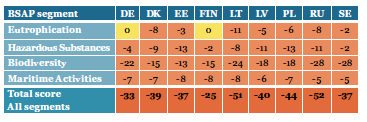 BSAP segment DE DK EE FIN LT LV PL RU SE
Eutrophication 0 -8 -3 0 -11 -5 -6 -8 -2
Hazardous Substances -4 -9 -13 -2 -8 -11 -13 -11 -2
Biodiversity -22 -15 -13 -15 -24 -18 -18 -28 -28
Maritime Activities -7 -7 -8 -8 -8 -6 -7 -5 -5
Total score -33 -39 -37 -25 -51 -40 -44 -52 -37
All segments